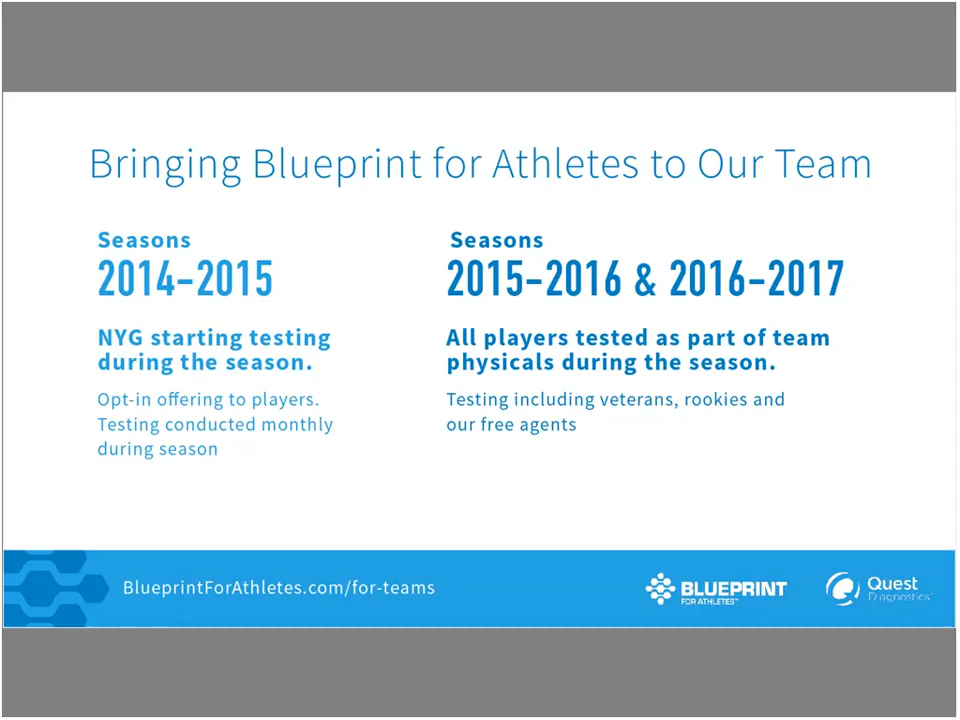 Bringing Blueprint for Athletes to Our Team
Seasons
2014–2015
NYG starting testing
during the season.
Opt-in offering to players.
Testing conducted monthly
during season
Seasons
2015–2016 & 2016–2017
All players tested as part of team
physicals during the season.
Testing including veterans, rookies and
our free agents
BlueprintForAthletes.com/for-teams
BLUEPRINT
FOR ATHLETES™
Quest
Diagnostics™